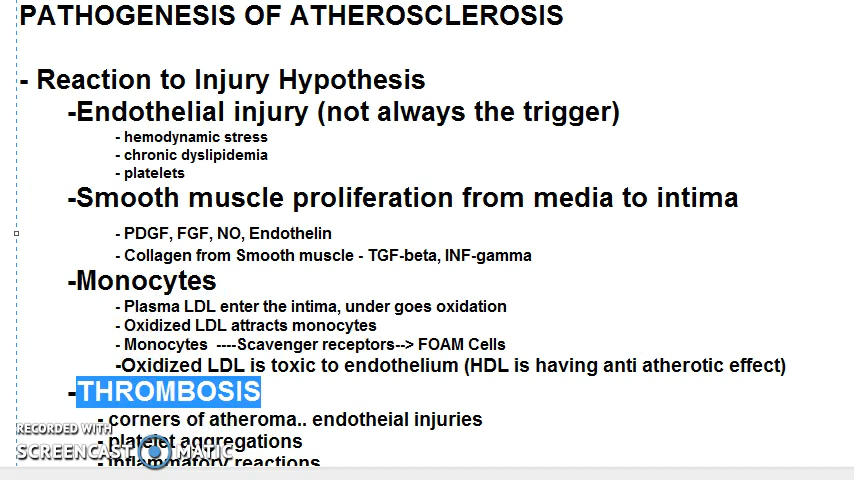 PATHOGENESIS OF ATHEROSCLEROSIS
- Reaction to Injury Hypothesis
-Endothelial injury (not always the trigger)
- hemodynamic stress
- chronic dyslipidemia
- platelets
-Smooth muscle proliferation from media to intima
- PDGF, FGF, NO, Endothelin
- Collagen from Smooth muscle - TGF-beta, INF-gamma
-Monocytes
- Plasma LDL enter the intima, under goes oxidation
- Oxidized LDL attracts monocytes
- Monocytes ----Scavenger receptors--> FOAM Cells
-Oxidized LDL is toxic to endothelium (HDL is having anti atherotic effect)
-THROMBOSIS
- corners of atheroma.. endotheial injuries
- platelet aggregations
- inflammatory reactions
RECORDED WITH
SCREENCAST MATIC